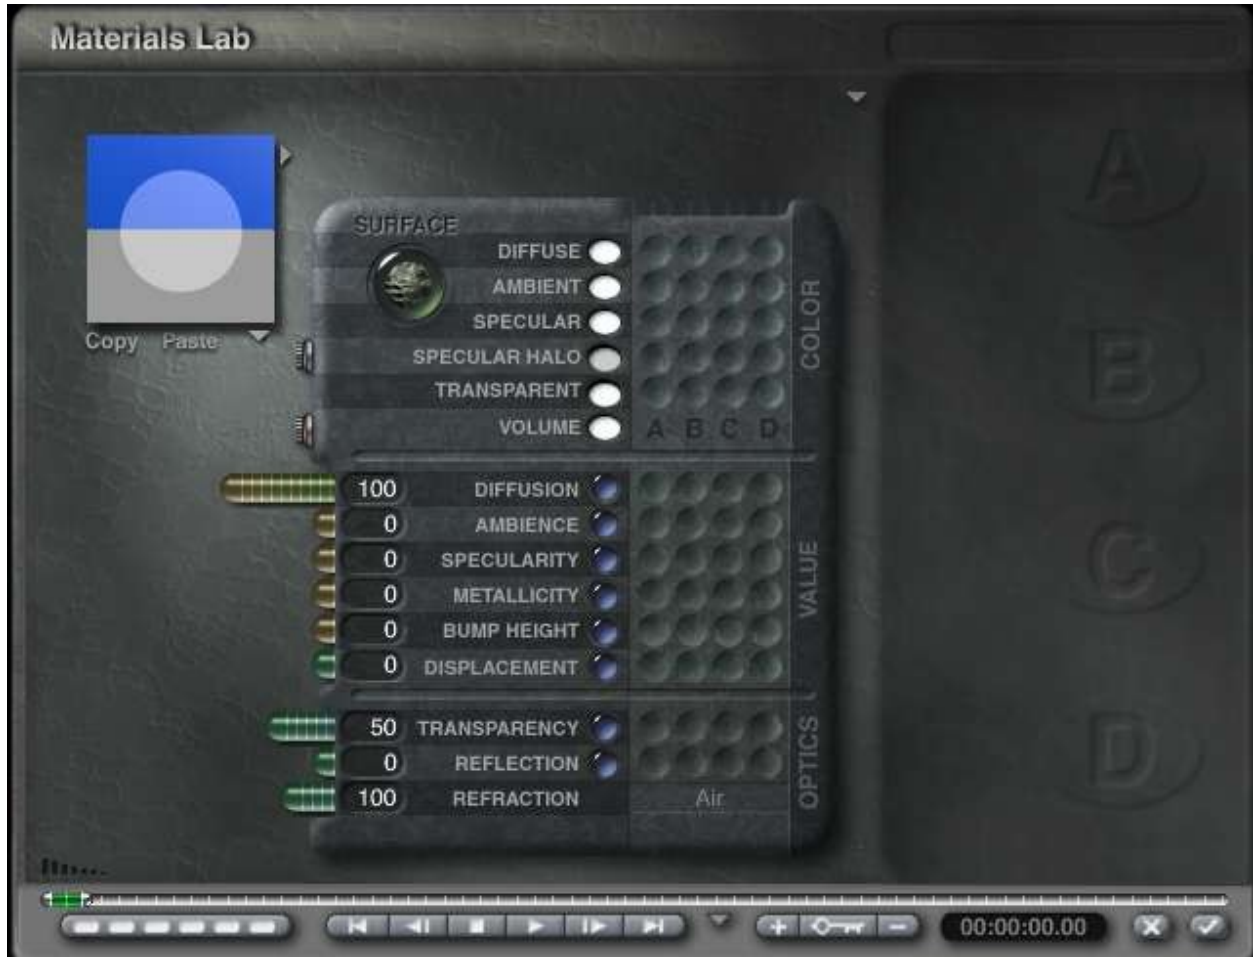 Materials Lab
Copy Paste
SURFACE
DIFFUSE
AMBIENT
SPECULAR
SPECULAR HALO
TRANSPARENT
VOLUME
A B C D
COLOR
100 DIFFUSION
0 AMBIENCE
0 SPECULARITY
0 METALLICITY
0 BUMP HEIGHT
0 DISPLACEMENT
VALUE
50 TRANSPARENCY
0 REFLECTION
100 REFRACTION Air
OPTICS
A
B
C
D
00:00:00.00